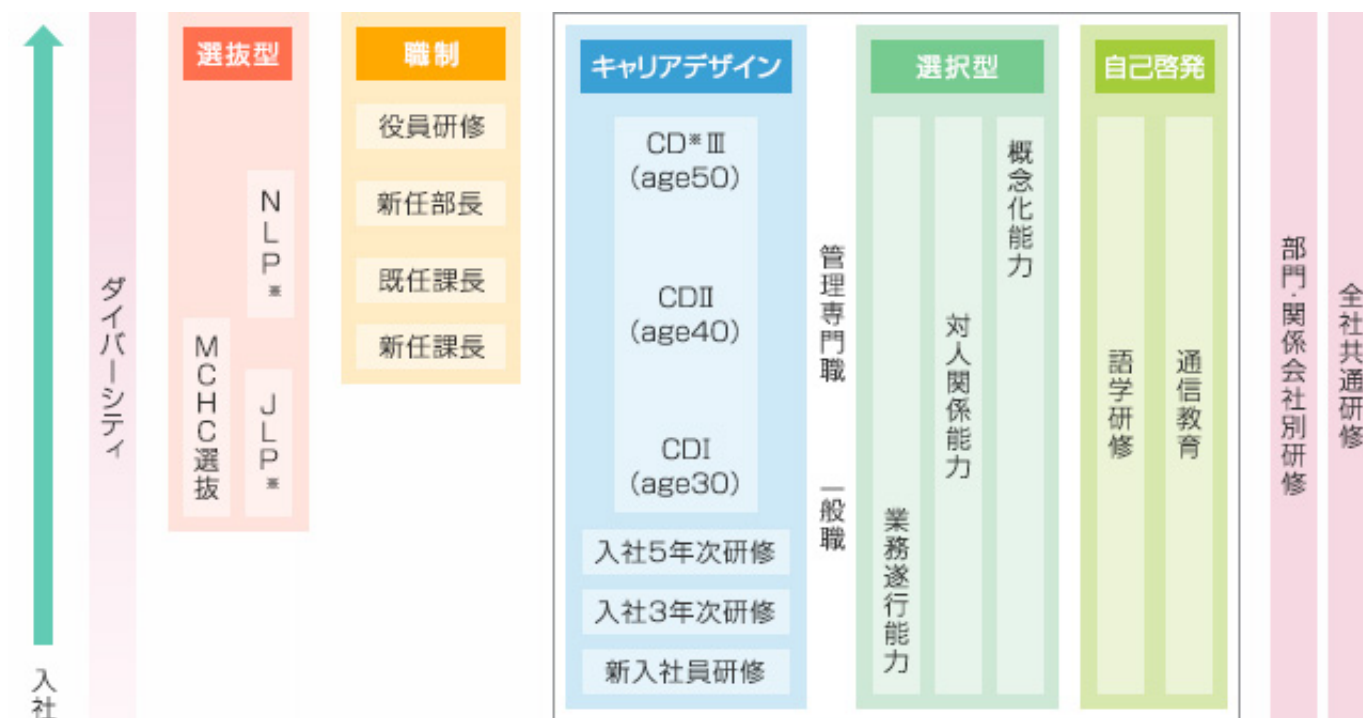 入社
ダイバーシティ
選抜型
NLP※
MCHC選抜
JLP※
職制
役員研修
新任部長
既任課長
新任課長
キャリアデザイン
CD※Ⅲ
(age50)
CDⅡ
(age40)
CDⅠ
(age30)
入社5年次研修
入社3年次研修
新入社員研修
管理専門職
一般職
選択型
業務遂行能力
対人関係能力
概念化能力
自己啓発
語学研修
通信教育
部門・関係会社別研修
全社共通研修